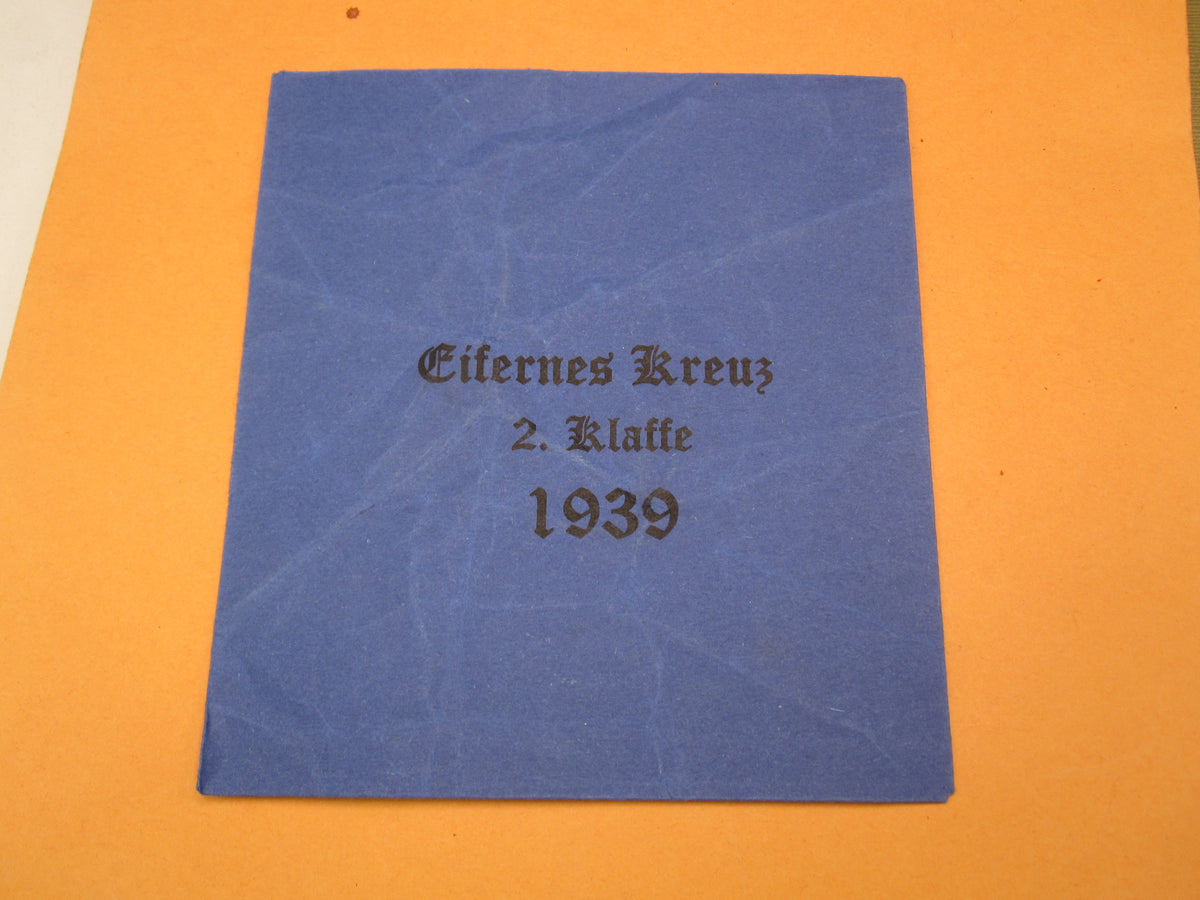 Eiſernes Kreuz
2. Klaſſe
1939